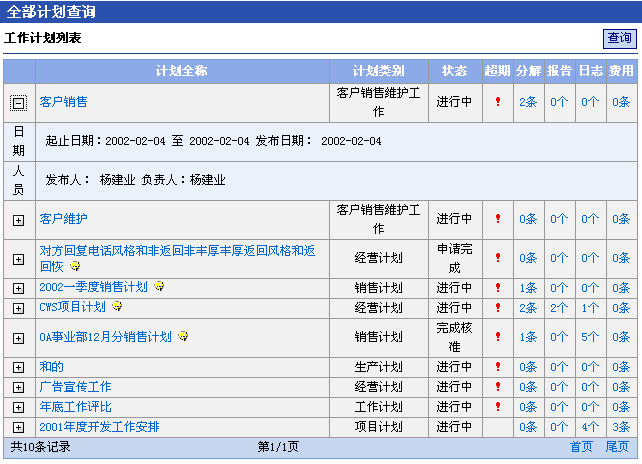 全部计划查询
工作计划列表 查询
计划全称 计划类别 状态 超期 分解 报告 日志 费用
客户销售 客户销售维护工作 进行中 ! 2条 0个 0个 0条
日期 起止日期：2002-02-04 至 2002-02-04 发布日期： 2002-02-04
人员 发布人： 杨建业 负责人：杨建业
客户维护 客户销售维护工作 进行中 ! 0条 0个 0个 0条
对方回复电话风格和非返回非丰厚丰厚返回风格和返回恢 经营计划 申请完成 ! 0条 0个 0个 0条
2002一季度销售计划 销售计划 进行中 ! 1条 0个 0个 0条
CWS项目计划 经营计划 进行中 ! 2条 2个 1个 0条
OA事业部12月分销售计划 销售计划 完成核准 ! 1条 0个 5个 0条
和的 生产计划 进行中 ! 0条 0个 0个 0条
广告宣传工作 经营计划 进行中 ! 0条 0个 0个 0条
年底工作评比 工作计划 进行中 ! 0条 0个 0个 0条
2001年度开发工作安排 项目计划 进行中 0条 0个 4个 3条
共10条记录 第1/1页 首页 尾页